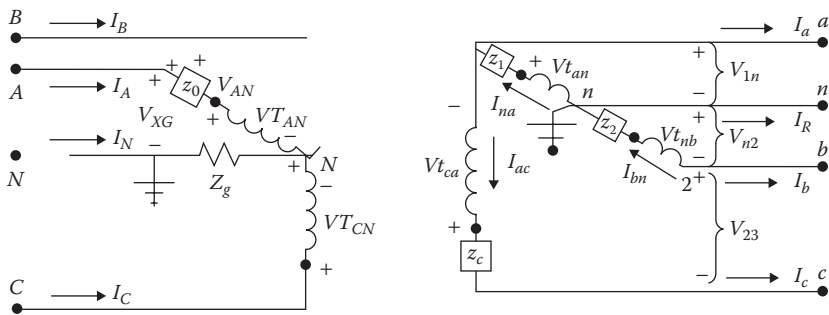 B
I_B
A
I_A
z_0
V_AN
VT_AN
V_XG
I_N
N
Z_g
N
VT_CN
C
I_C
I_a
a
z_1
Vt_an
V_1n
I_na
n
n
I_R
z_2
Vt_nb
V_n2
b
Vt_ca
I_ac
I_bn
2
I_b
V_23
z_c
I_c
c